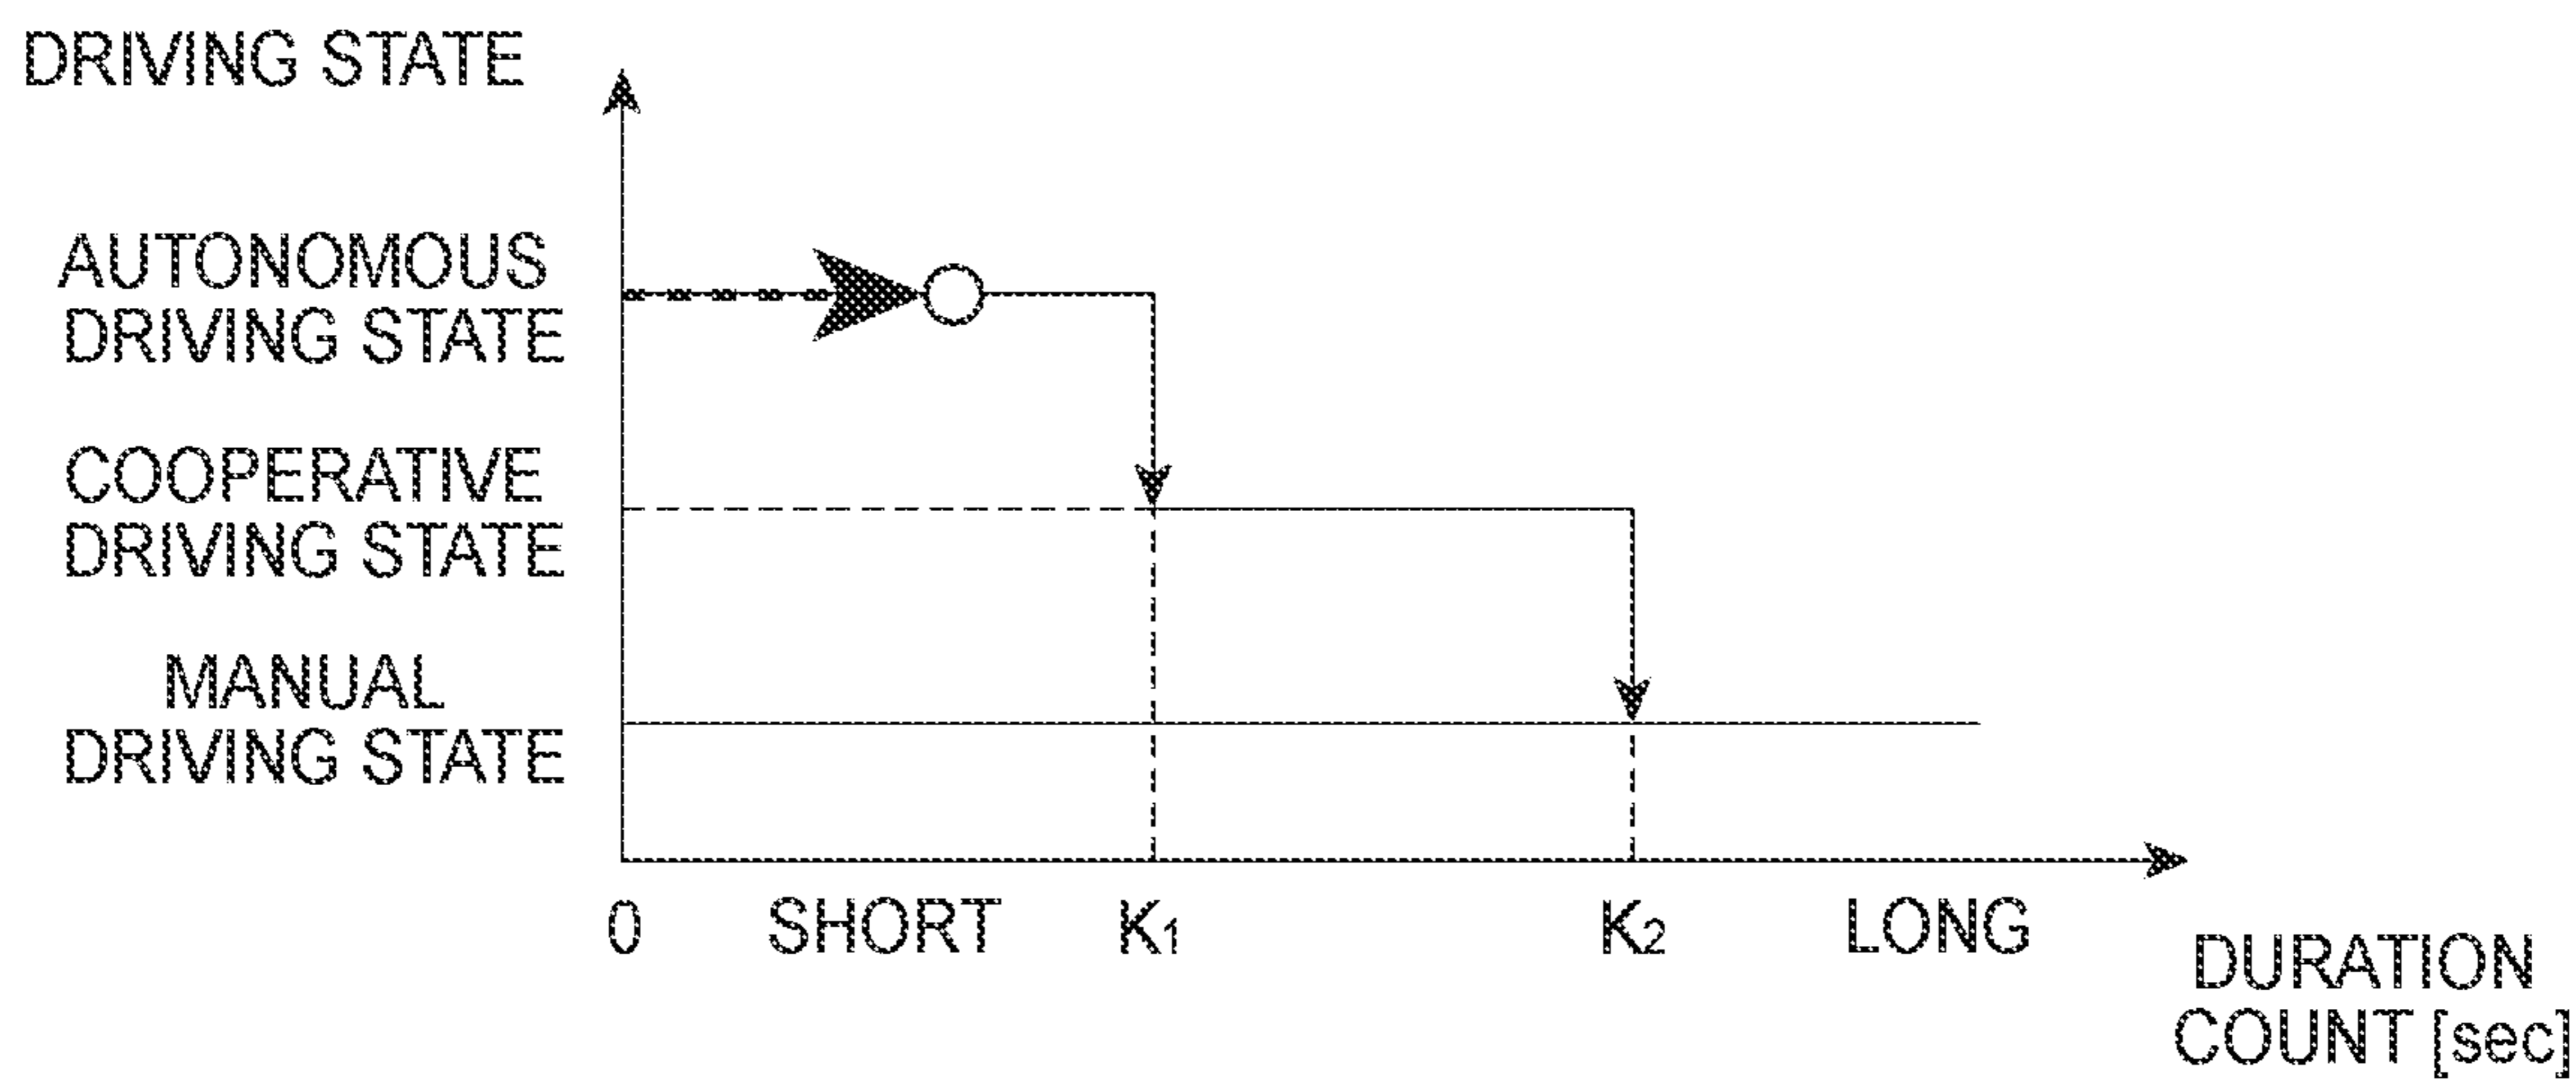 DRIVING STATE
AUTONOMOUS
DRIVING STATE
COOPERATIVE
DRIVING STATE
MANUAL
DRIVING STATE
0 SHORT K1 K2 LONG
DURATION
COUNT [sec]